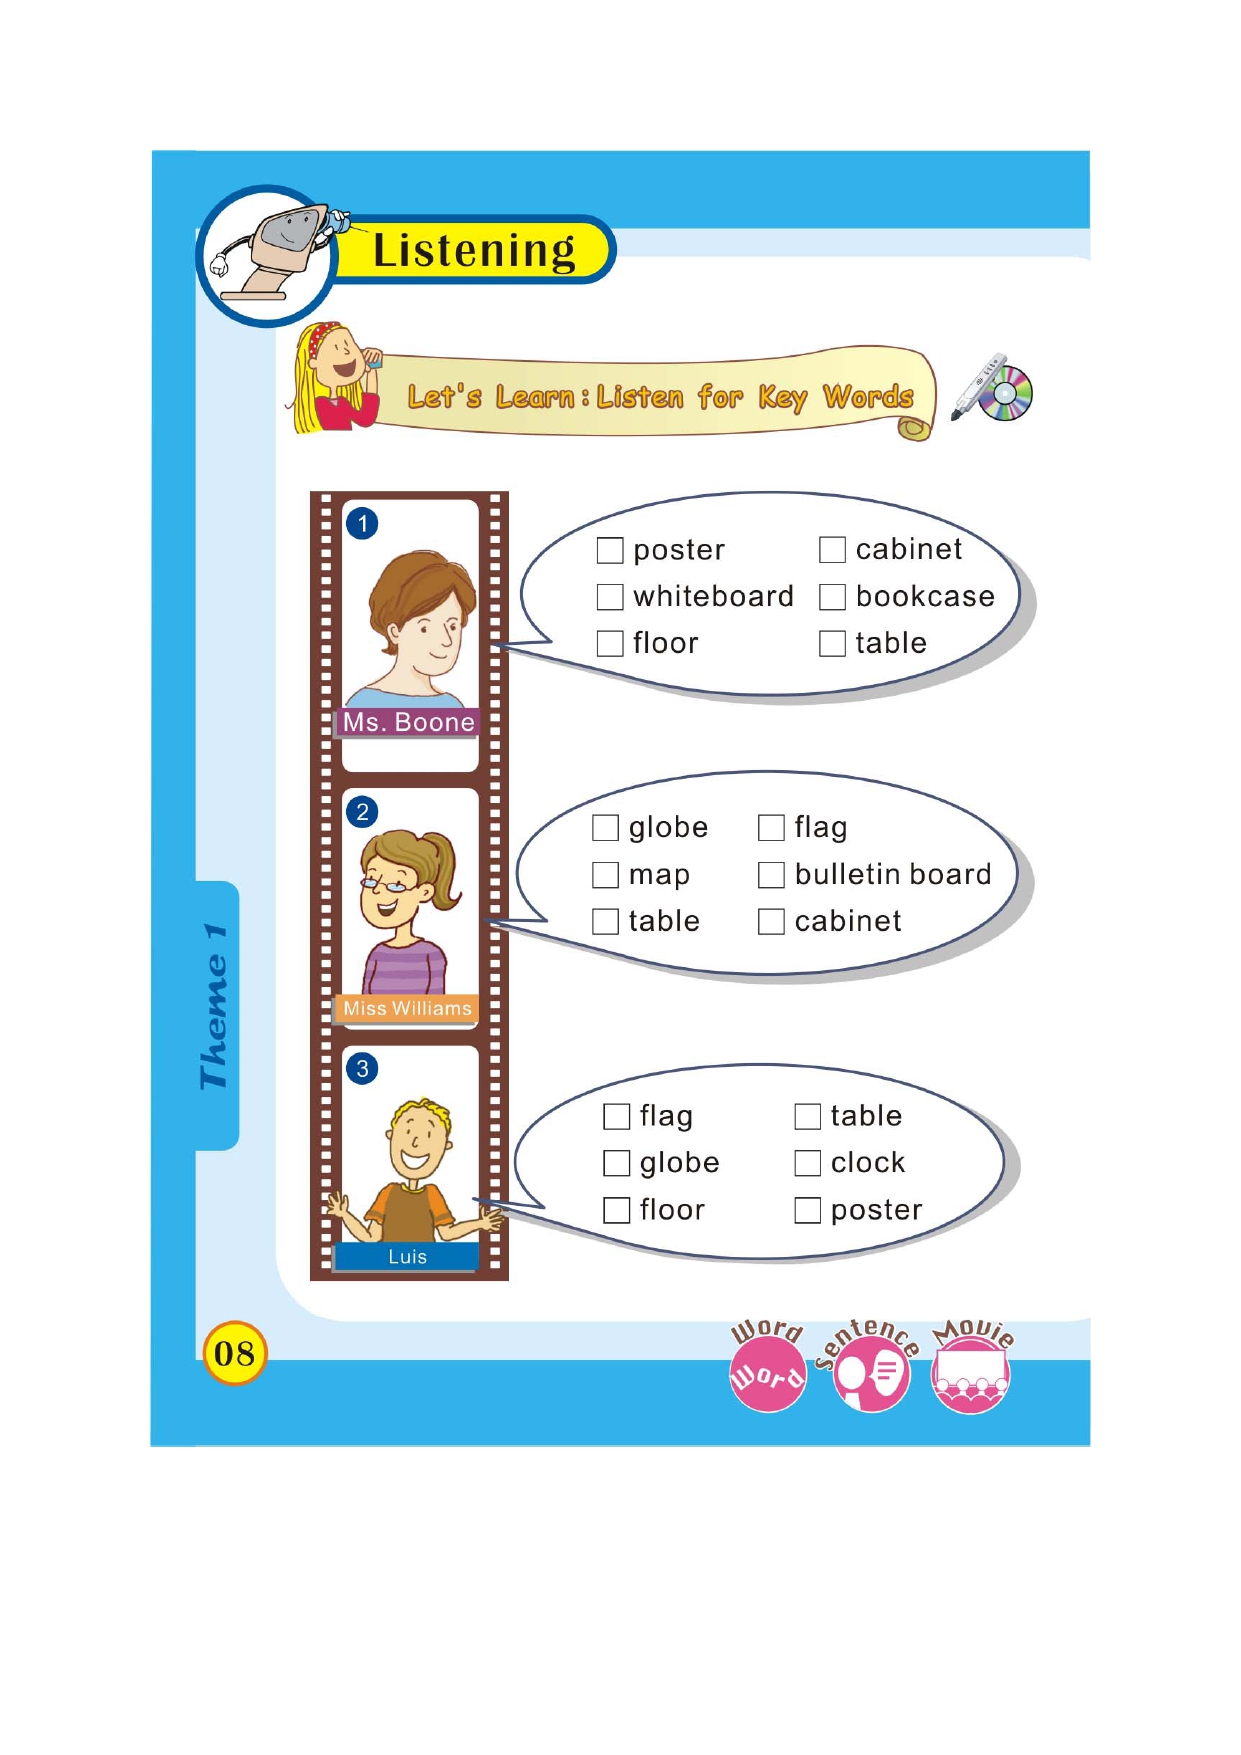 Listening
Let's Learn : Listen for Key Words
1
poster
cabinet
whiteboard
bookcase
floor
table
Ms. Boone
2
globe
flag
map
bulletin board
table
cabinet
Miss Williams
3
flag
table
globe
clock
floor
poster
Luis
Theme 1
08
Word
Word
Sentence
Movie